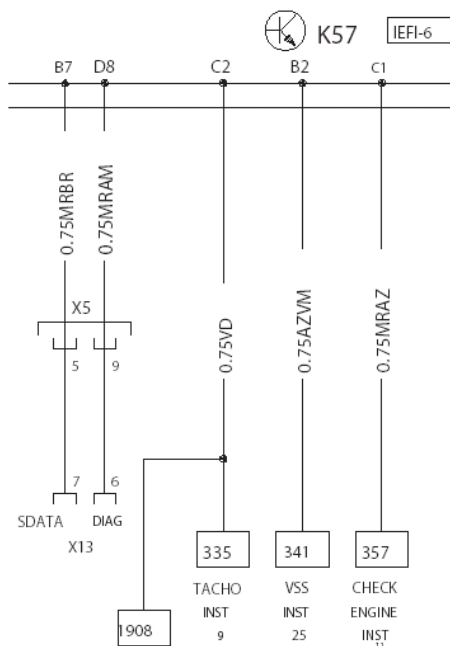 K57 IEFI-6
B7 D8 C2 B2 C1
0.75MRBR
0.75MRAM
0.75VD
0.75AZVM
0.75MRAZ
X5
5 9
7 6
SDATA DIAG
X13
335 341 357
TACHO VSS CHECK
INST INST ENGINE
9 25 INST
1908